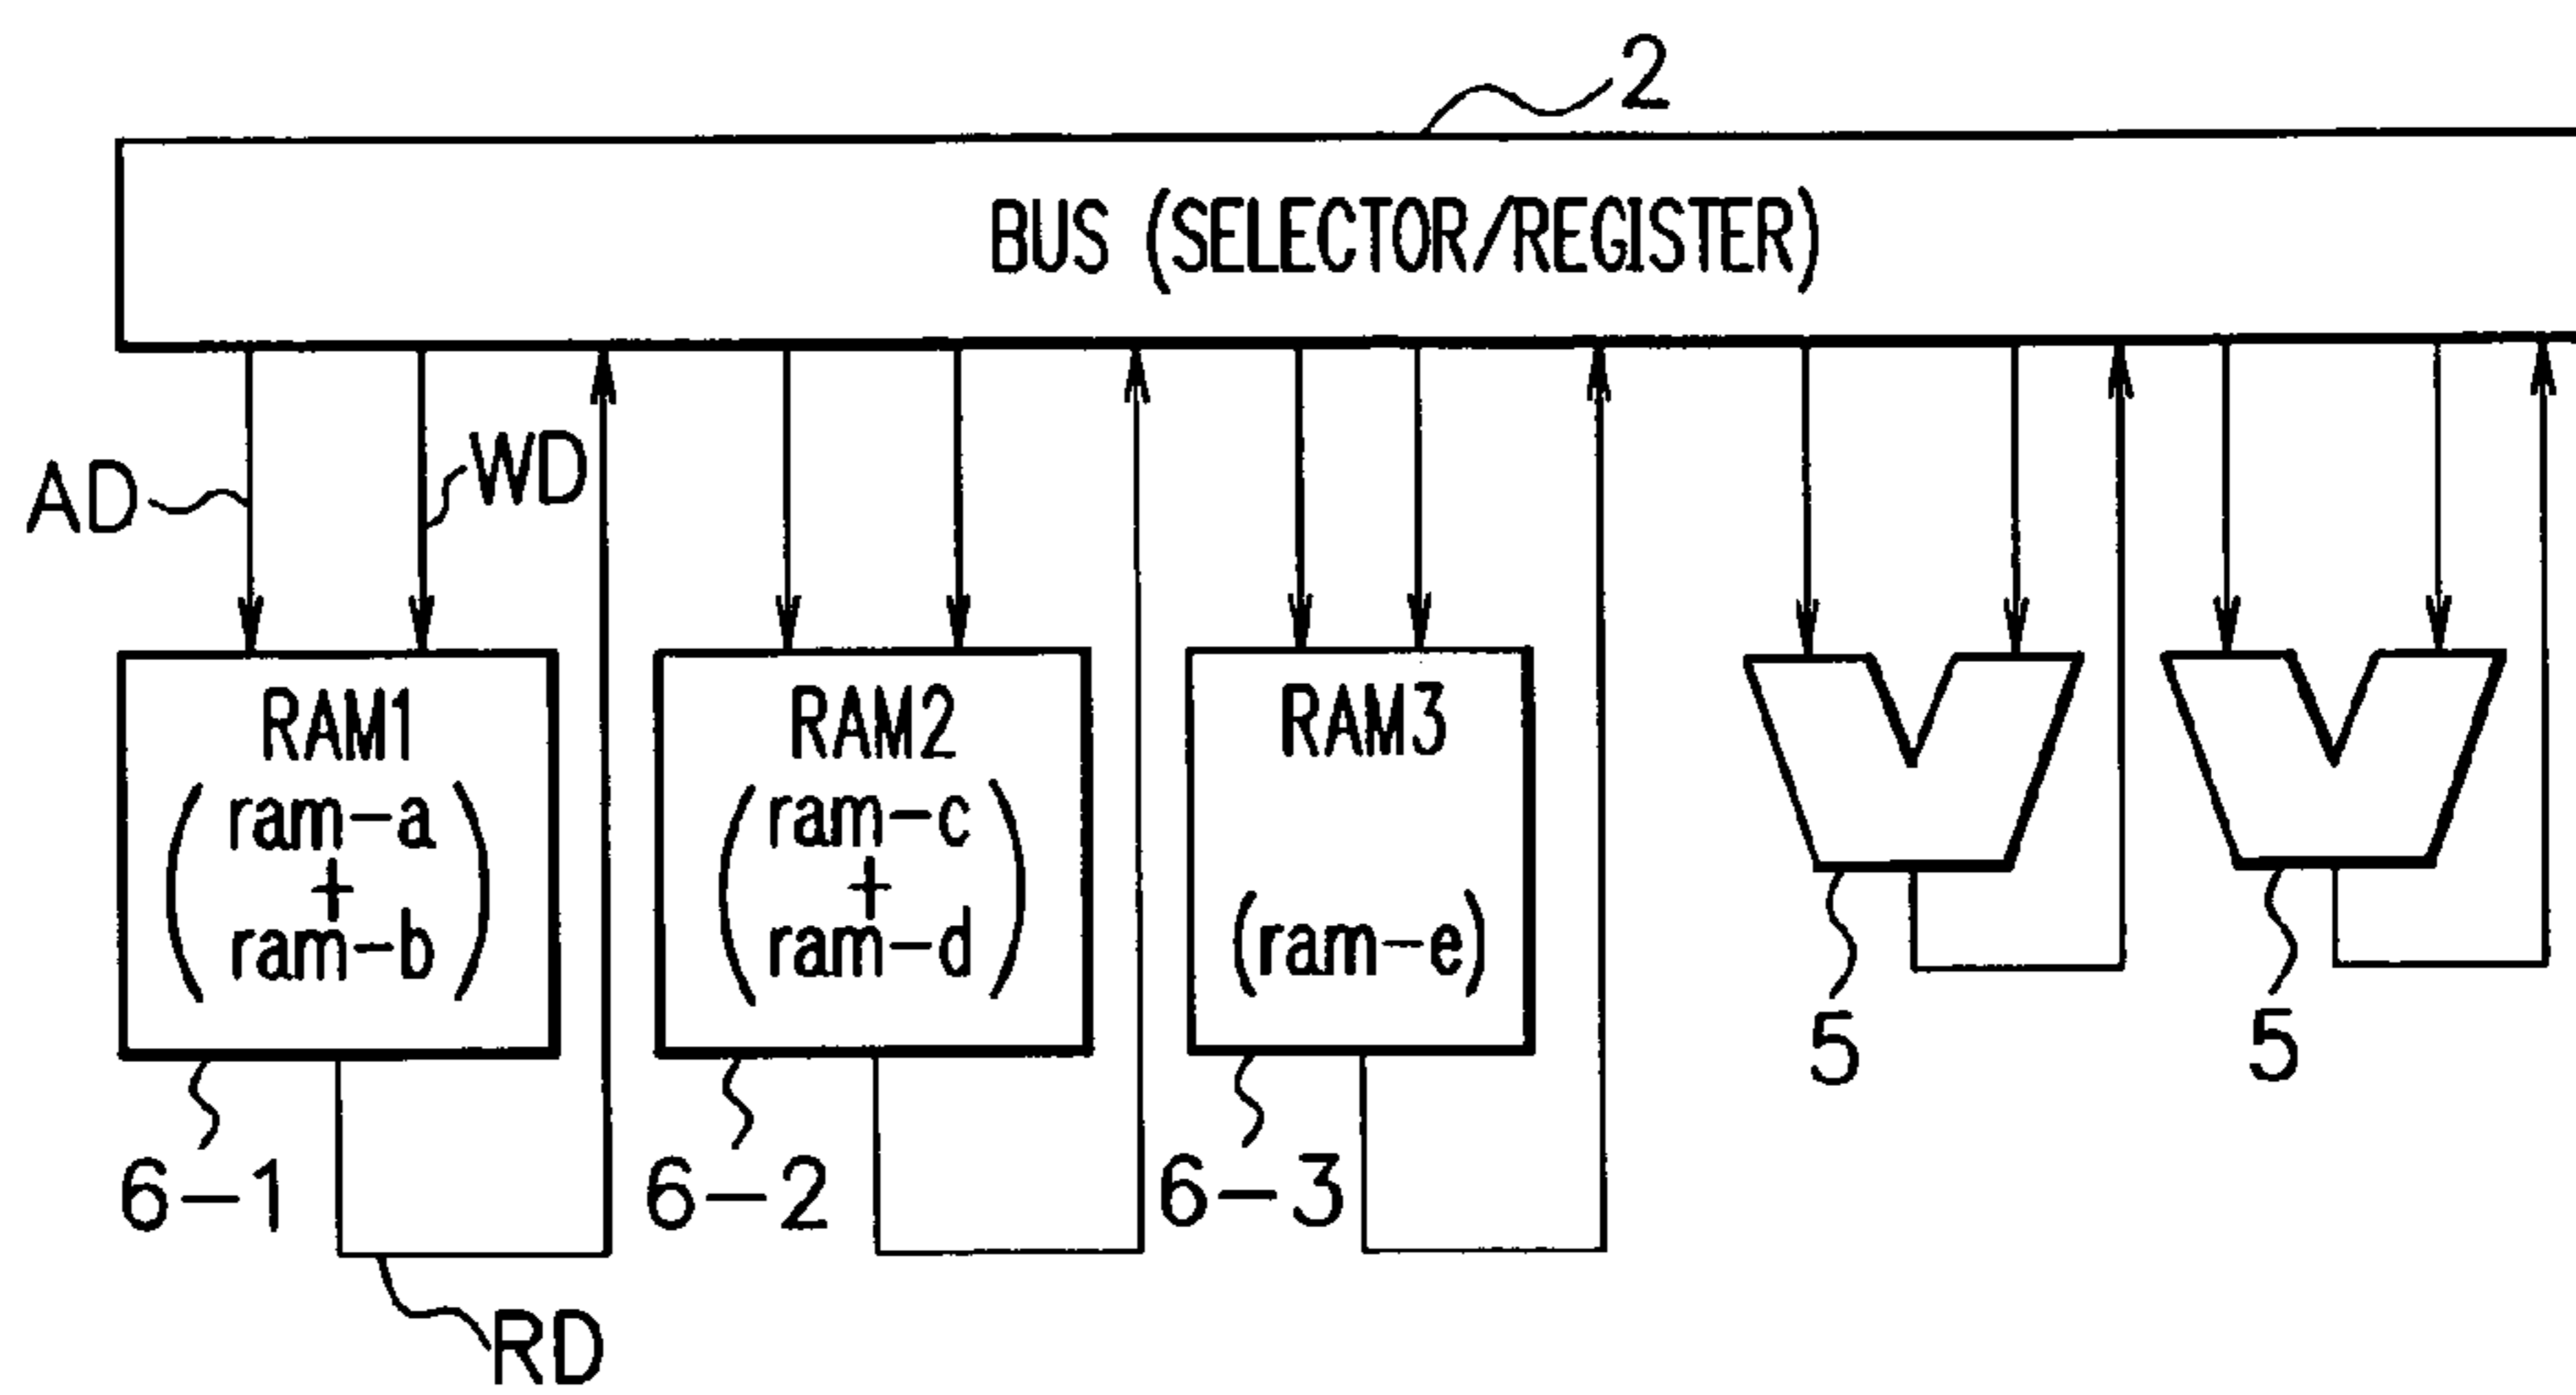 2
BUS (SELECTOR/REGISTER)
AD
WD
RAM1
(ram-a
+
ram-b)
RAM2
(ram-c
+
ram-d)
RAM3
(ram-e)
6-1
6-2
6-3
5
5
RD